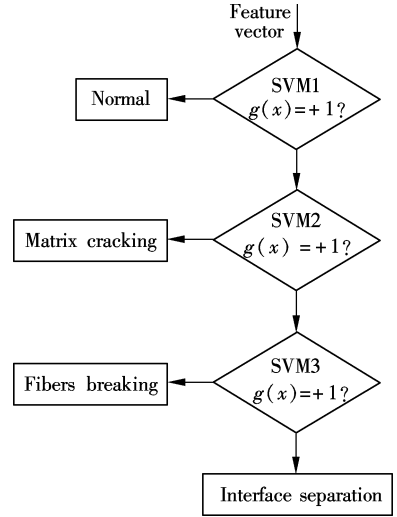 Feature
vector
SVM1
g(x)=+1?
Normal
SVM2
g(x) =+1?
Matrix cracking
SVM3
g(x)=+1?
Fibers breaking
Interface separation